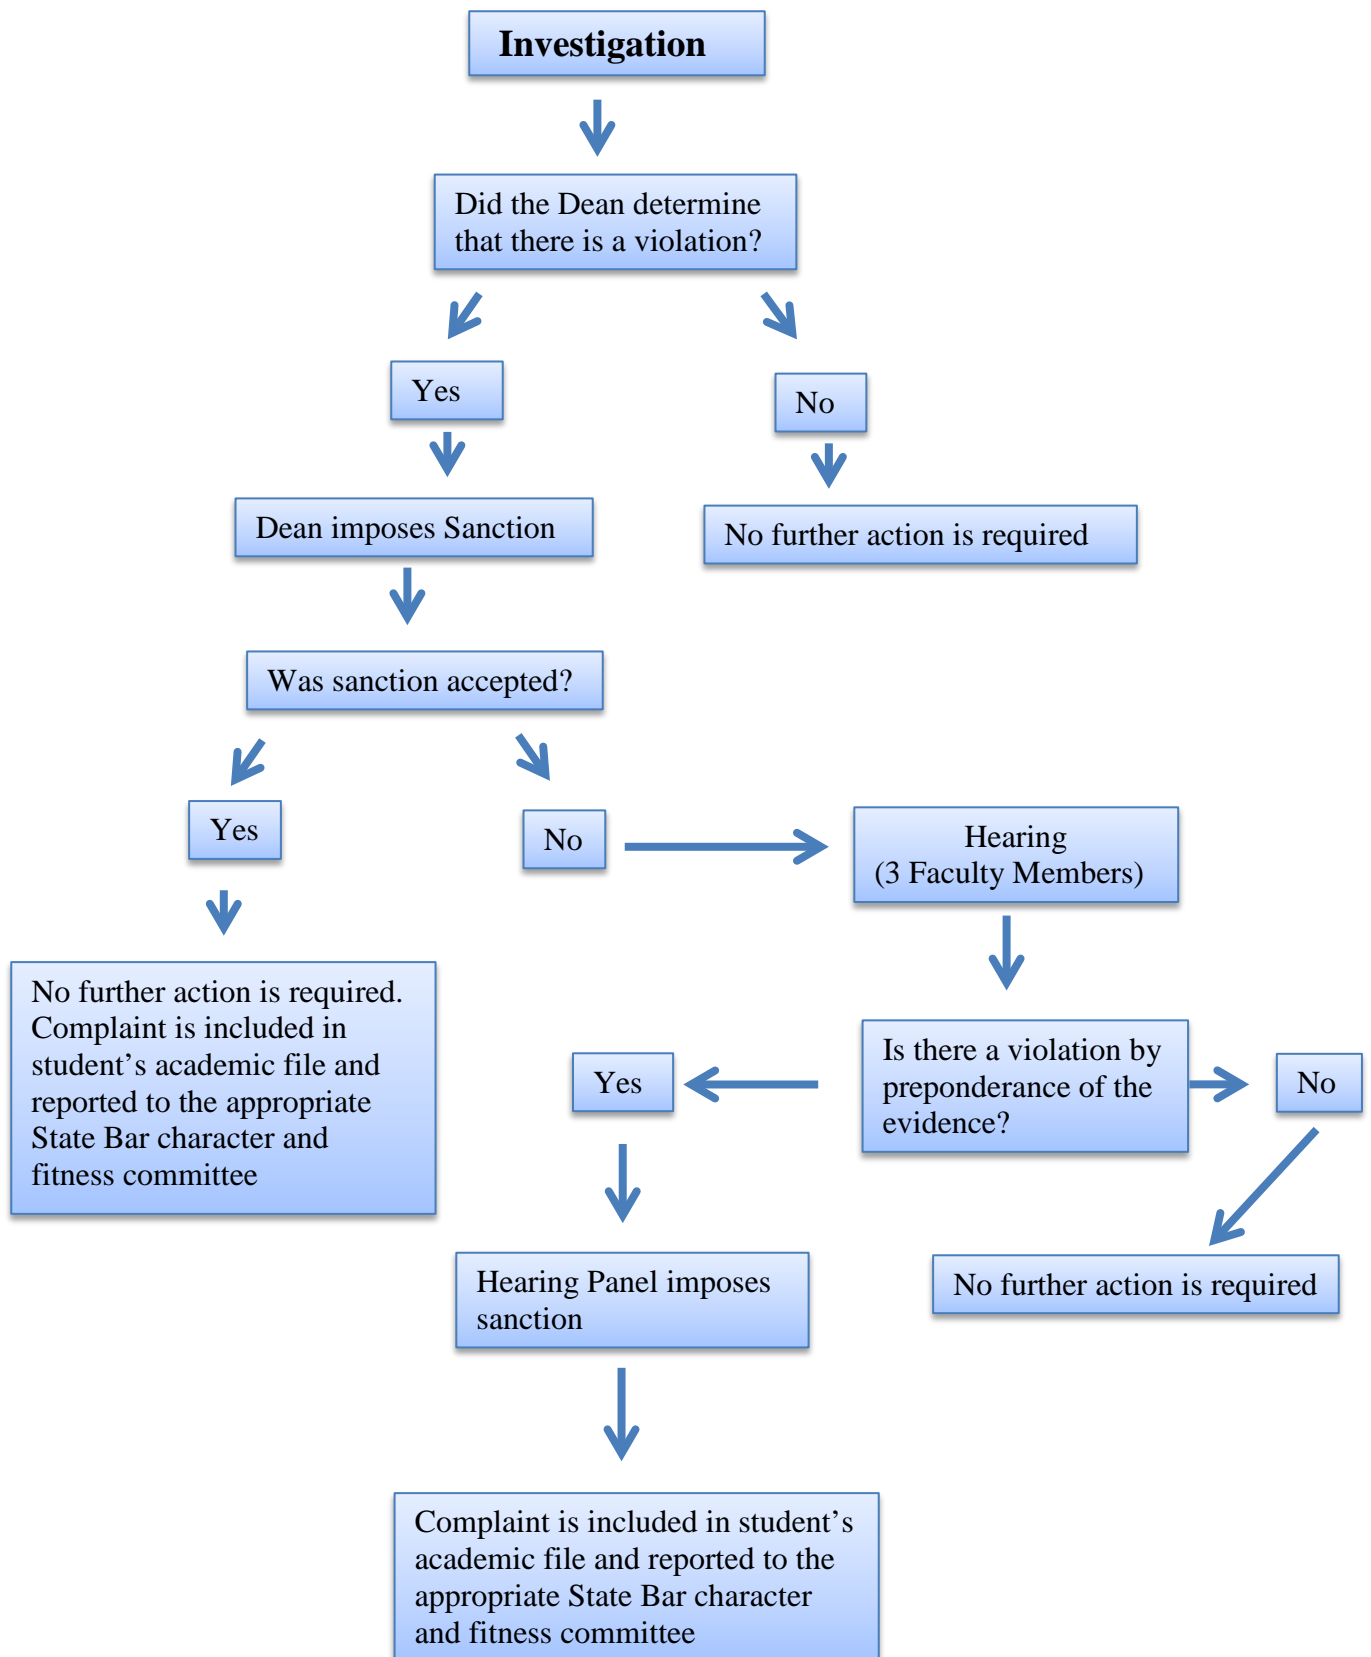 Investigation
Did the Dean determine
that there is a violation?
Yes
No
Dean imposes Sanction
No further action is required
Was sanction accepted?
Yes
No
Hearing
(3 Faculty Members)
No further action is required.
Complaint is included in
student’s academic file and
reported to the appropriate
State Bar character and
fitness committee
Yes
Is there a violation by
preponderance of the
evidence?
No
Hearing Panel imposes
sanction
No further action is required
Complaint is included in student’s
academic file and reported to the
appropriate State Bar character
and fitness committee